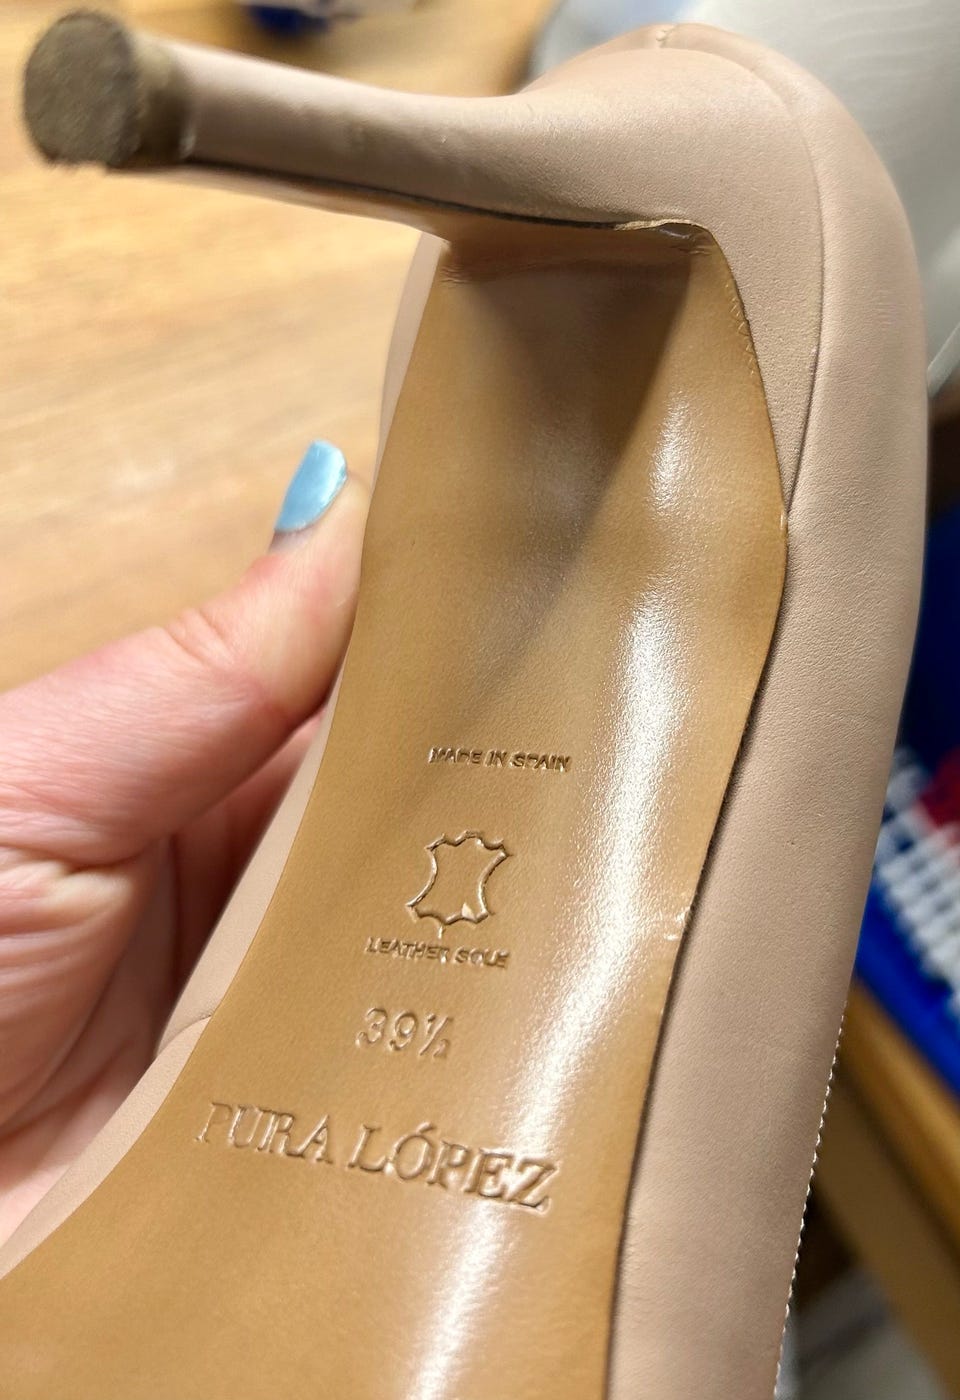 MADE IN SPAIN
LEATHER SOLE
39½
PURA LÓPEZ